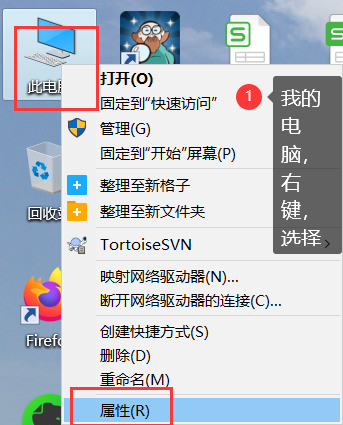 此电脑
回收站
Firefo
打开(O)
固定到“快速访问”
管理(G)
固定到“开始”屏幕(P)
整理至新格子
整理至新文件夹
TortoiseSVN
映射网络驱动器(N)...
断开网络驱动器的连接(C)...
创建快捷方式(S)
删除(D)
重命名(M)
属性(R)
1
我的
电
脑，
右
键，
选择
S
S